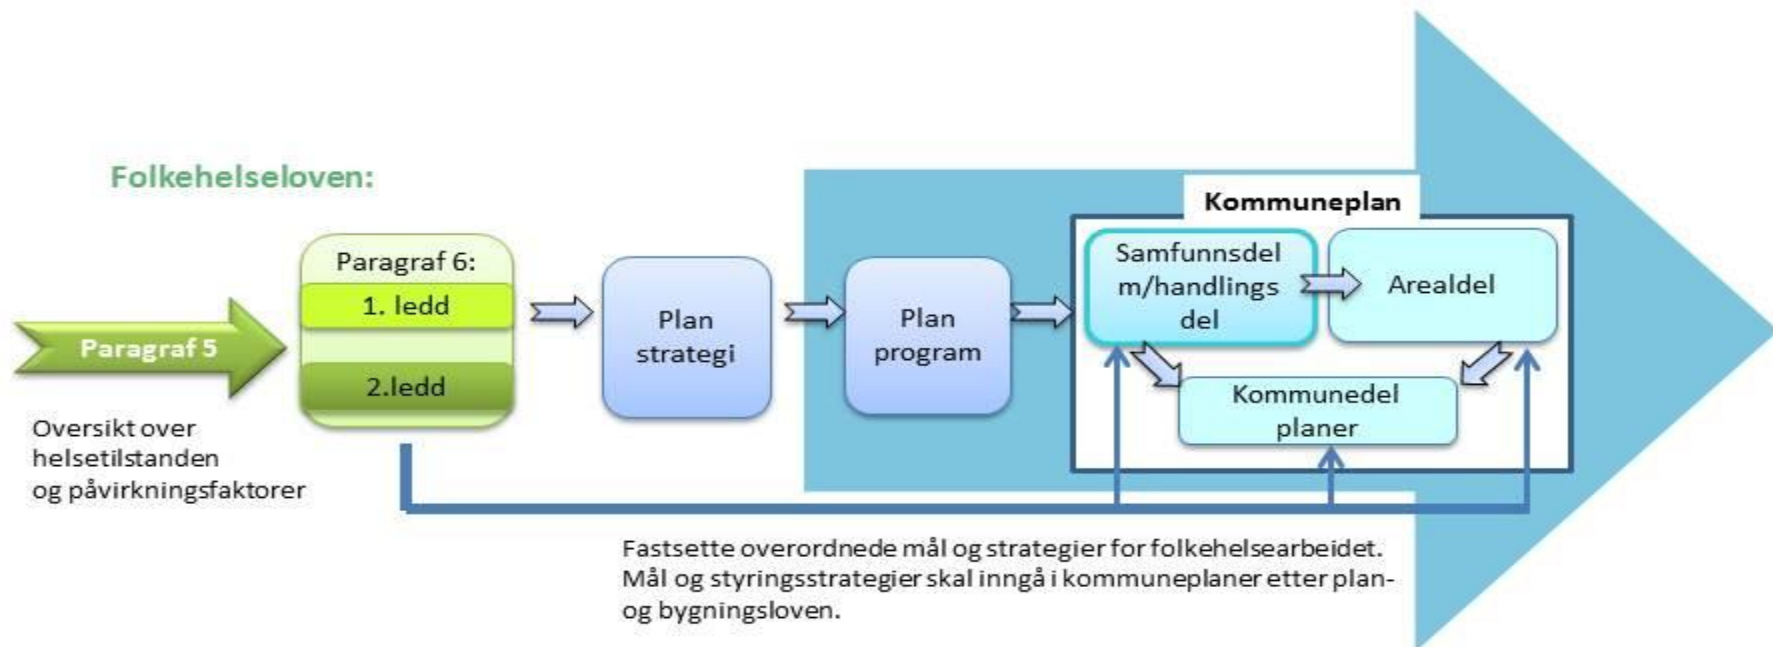 Folkehelseloven:
Paragraf 5
Oversikt over
helsetilstanden
og påvirkningsfaktorer
Paragraf 6:
1. ledd
2.ledd
Plan
strategi
Plan
program
Kommuneplan
Samfunnsdel
m/handlings
del
Arealdel
Kommunedel
planer
Fastsette overordnede mål og strategier for folkehelsearbeidet.
Mål og styringsstrategier skal inngå i kommuneplaner etter plan-
og bygningsloven.